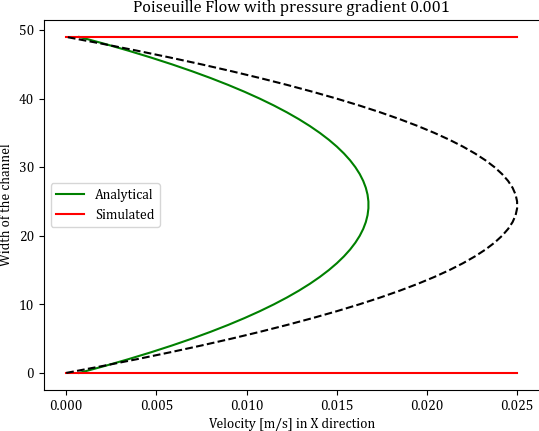 Poiseuille Flow with pressure gradient 0.001
50
40
30
20
10
0
Width of the channel
Analytical
Simulated
0.000 0.005 0.010 0.015 0.020 0.025
Velocity [m/s] in X direction